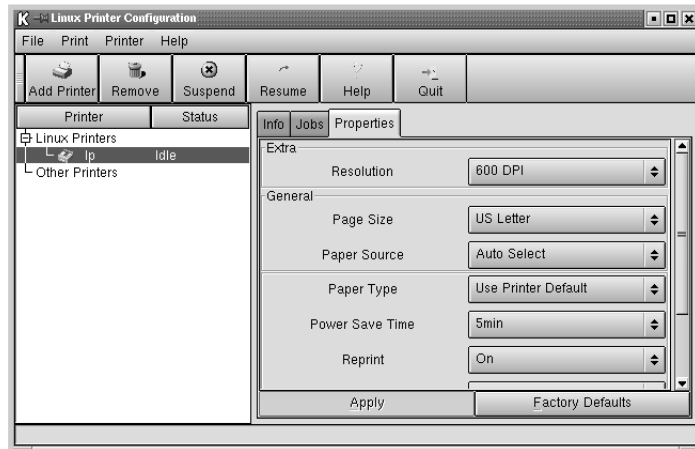 Linux Printer Configuration
File Print Printer Help
Add Printer Remove Suspend Resume Help Quit
Printer Status
Linux Printers
lp Idle
Other Printers
Info Jobs Properties
Extra
Resolution 600 DPI
General
Page Size US Letter
Paper Source Auto Select
Paper Type Use Printer Default
Power Save Time 5min
Reprint On
Apply Factory Defaults